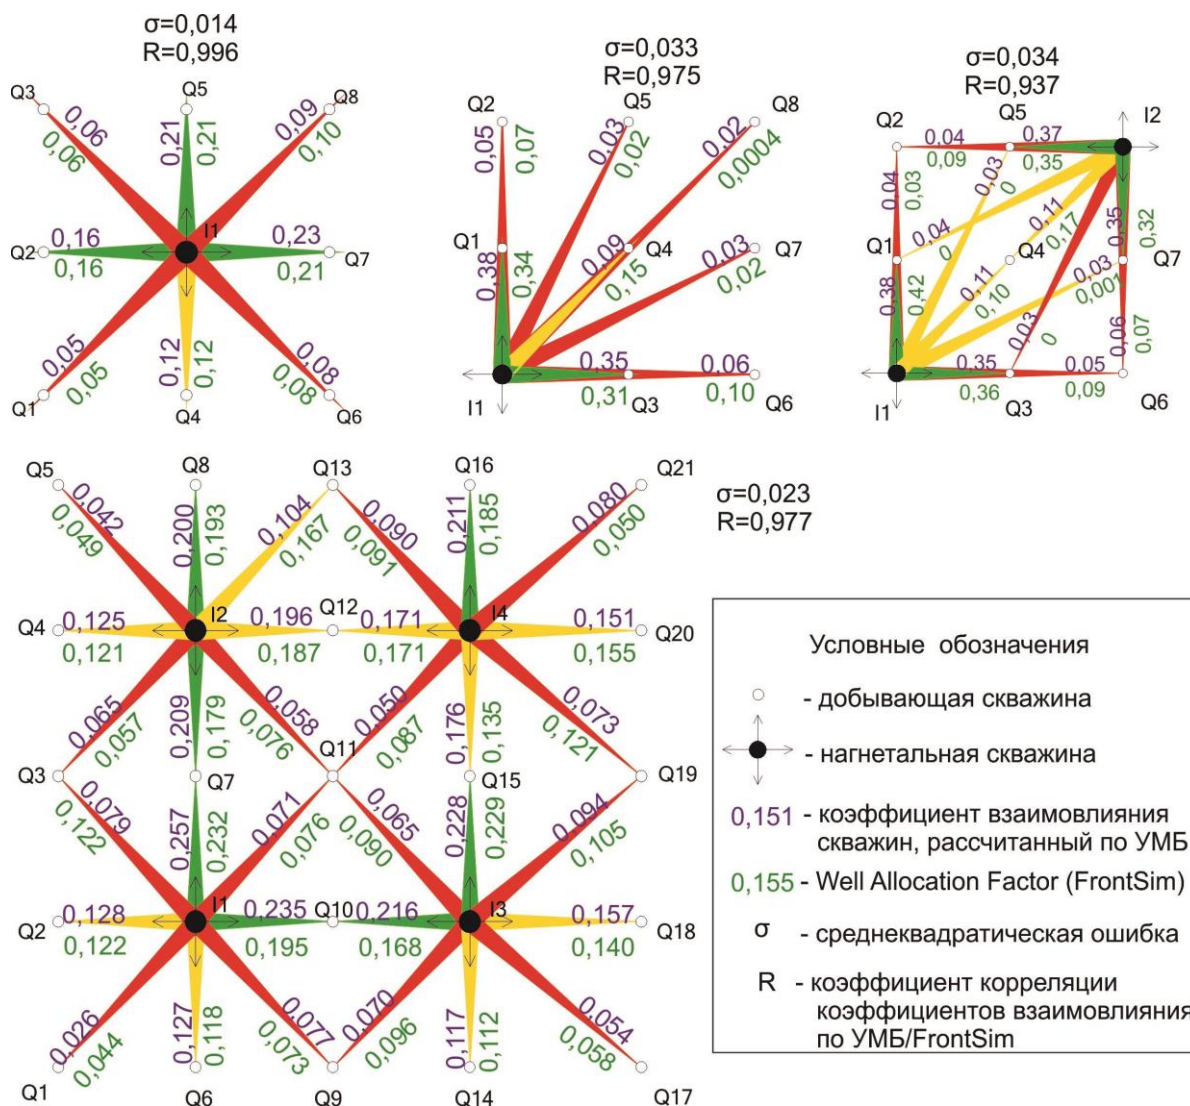 σ=0,014
R=0,996
Q3
Q5
Q8
0,06
0,06
0,21
0,21
0,09
0,10
Q2
0,16
0,16
I1
0,23
0,21
Q7
0,05
0,05
0,12
0,12
0,08
0,08
Q1
Q4
Q6
σ=0,033
R=0,975
Q2
Q5
Q8
0,05
0,07
0,03
0,02
0,02
0,0004
Q1
0,38
0,34
0,09
0,15
Q4
0,03
0,02
Q7
I1
0,35
0,31
Q3
0,06
0,10
Q6
σ=0,034
R=0,937
Q2
Q5
I2
0,04
0,09
0,37
0,35
0,04
0,03
0,03
0
0,11
0,17
0,35
0,32
Q1
0,04
0
Q4
0,03
0,001
Q7
0,38
0,42
0,11
0,10
0,03
0
0,06
0,07
I1
0,35
0,36
Q3
0,05
0,09
Q6
Q5
Q8
Q13
Q16
Q21
σ=0,023
R=0,977
0,042
0,049
0,200
0,193
0,104
0,167
0,090
0,091
0,211
0,185
0,080
0,050
Q4
0,125
0,121
I2
0,196
0,187
Q12
0,171
0,171
I4
0,151
0,155
Q20
0,065
0,057
0,209
0,179
0,058
0,076
0,050
0,087
0,176
0,135
0,073
0,121
Q3
Q7
Q11
Q15
Q19
0,079
0,122
0,257
0,232
0,071
0,076
0,065
0,090
0,228
0,229
0,094
0,105
Q2
0,128
0,122
I1
0,235
0,195
Q10
0,216
0,168
I3
0,157
0,140
Q18
0,026
0,044
0,127
0,118
0,077
0,073
0,070
0,096
0,117
0,112
0,054
0,058
Q1
Q6
Q9
Q14
Q17
Условные обозначения
- добывающая скважина
- нагнетальная скважина
0,151 - коэффициент взаимовлияния
скважин, рассчитанный по УМБ
0,155 - Well Allocation Factor (FrontSim)
σ - среднеквадратическая ошибка
R - коэффициент корреляции
коэффициентов взаимовлияния
по УМБ/FrontSim